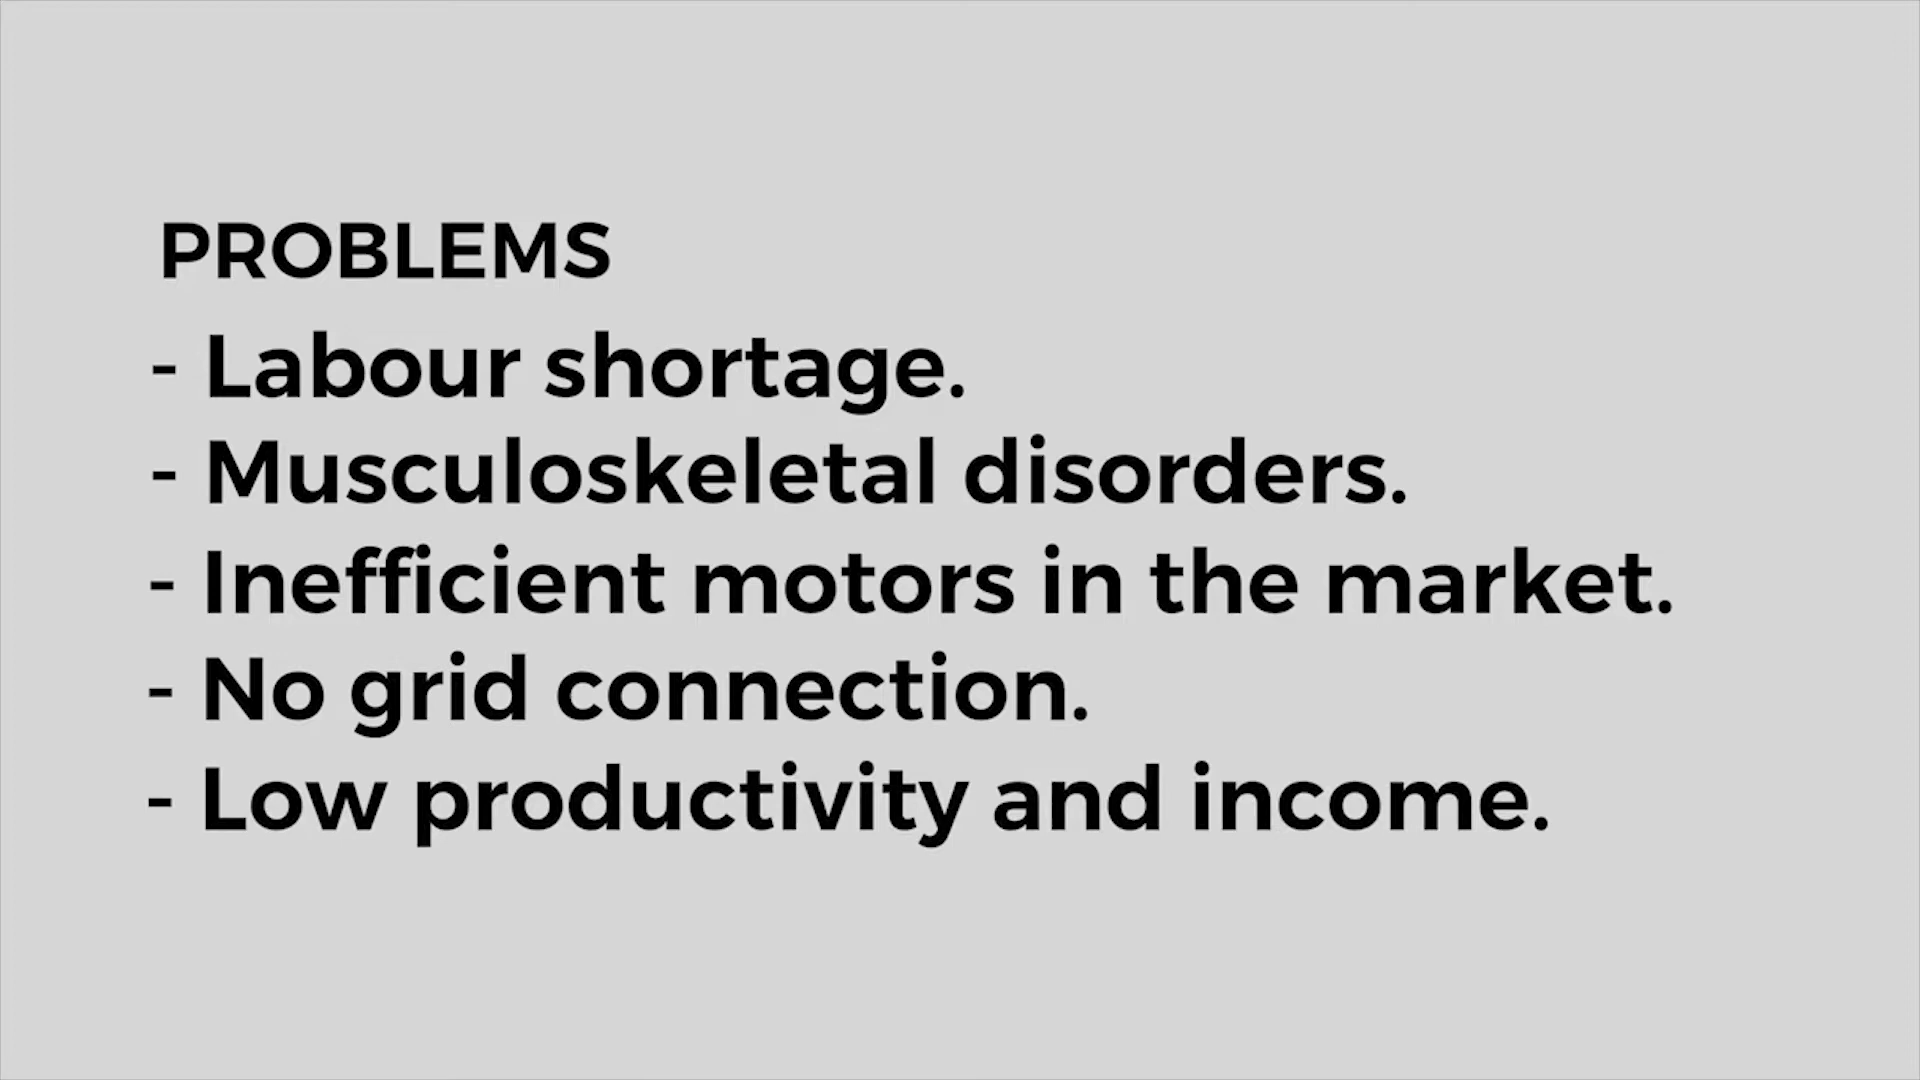 PROBLEMS
- Labour shortage.
- Musculoskeletal disorders.
- Inefficient motors in the market.
- No grid connection.
- Low productivity and income.